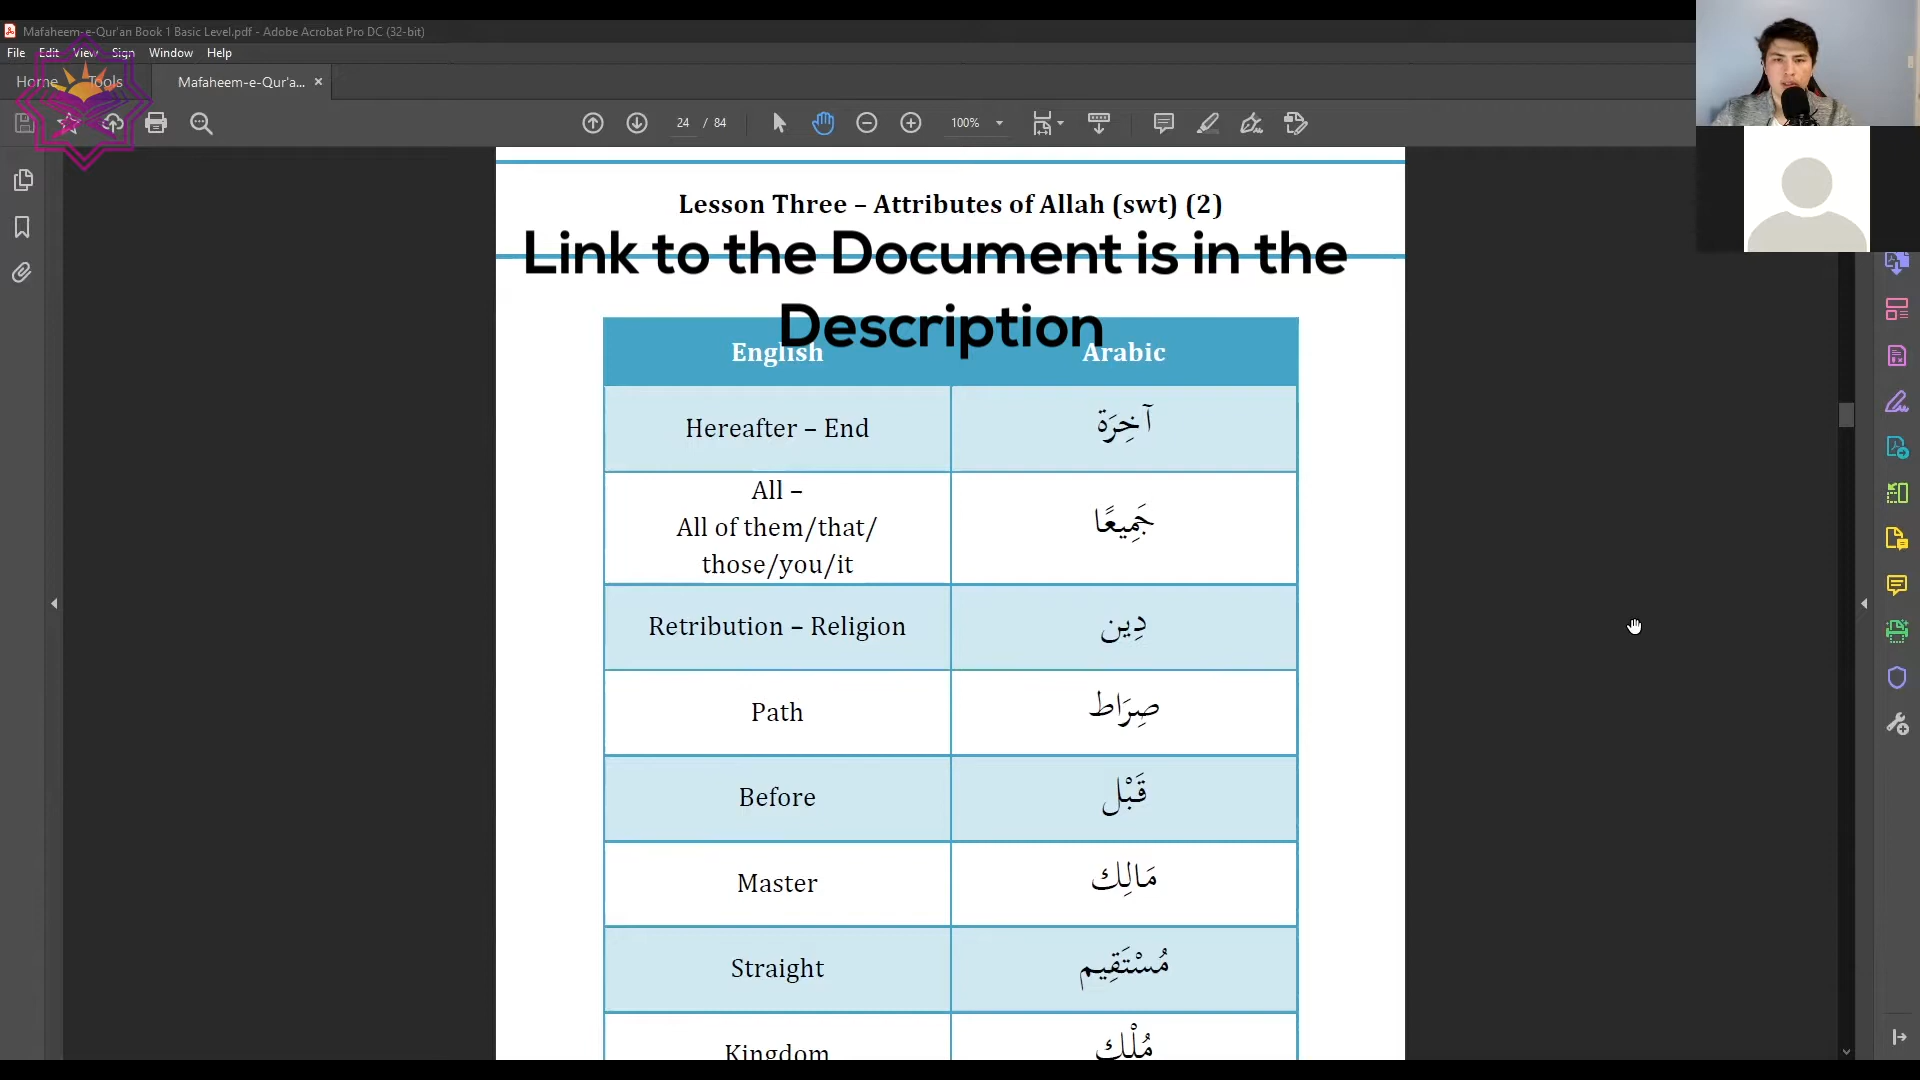 Mafaheem-e-Qur'an Book 1 Basic Level.pdf - Adobe Acrobat Pro DC (32-bit)
File Edit View Sign Window Help
Home Tools Mafaheem-e-Qur'a... ×
24 / 84 100%
Lesson Three – Attributes of Allah (swt) (2)
Link to the Document is in the
Description
English Arabic
Hereafter – End آخِرَة
All –
All of them/that/ جَمِيعًا
those/you/it
Retribution – Religion دِين
Path صِرَاط
Before قَبْل
Master مَالِك
Straight مُسْتَقِيم
Kingdom مُلْك